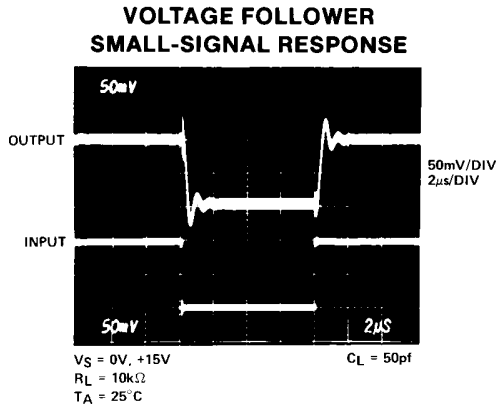 VOLTAGE FOLLOWER
SMALL-SIGNAL RESPONSE
50mV
OUTPUT
50mV/DIV
2μs/DIV
INPUT
50mV
2μS
VS = 0V, +15V
CL = 50pf
RL = 10kΩ
TA = 25°C